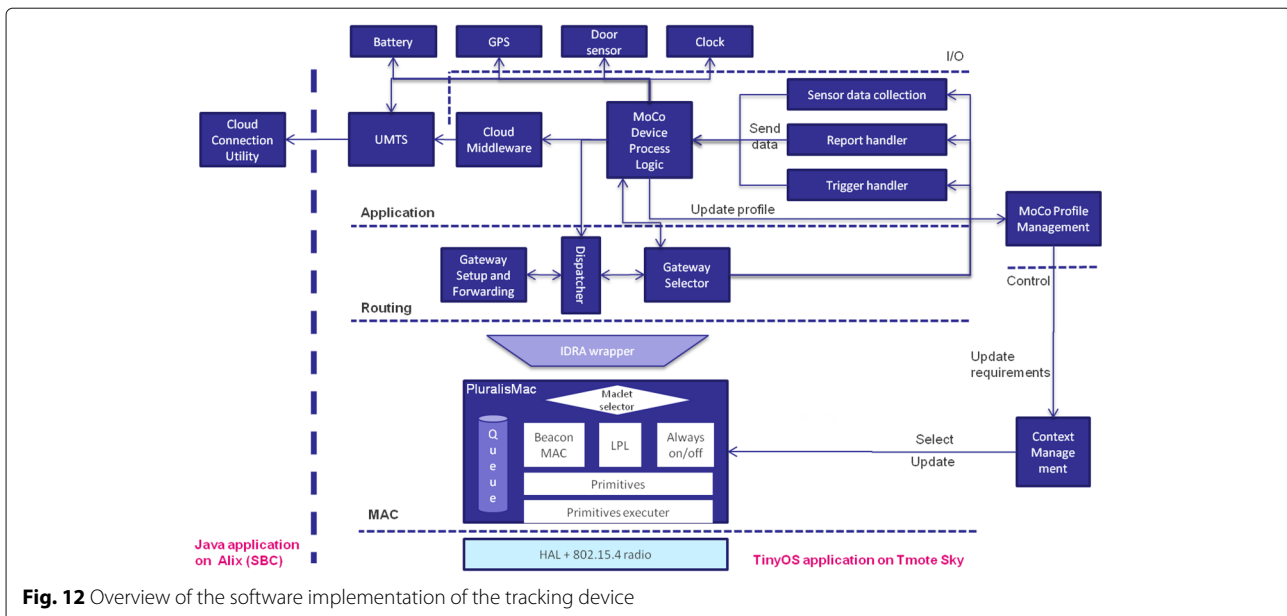 Battery
GPS
Door
sensor
Clock
I/O
Cloud
Connection
Utility
UMTS
Cloud
Middleware
MoCo
Device
Process
Logic
Send
data
Sensor data collection
Report handler
Trigger handler
Application
Update profile
MoCo Profile
Management
Gateway
Setup and
Forwarding
Dispatcher
Gateway
Selector
Routing
Control
IDRA wrapper
Update
requirements
PluralisMac
Maclet
selector
Queue
Beacon
MAC
LPL
Always
on/off
Primitives
Primitives executer
Select
Update
Context
Manage
ment
MAC
Java application
on Alix (SBC)
HAL + 802.15.4 radio
TinyOS application on Tmote Sky
Fig. 12 Overview of the software implementation of the tracking device